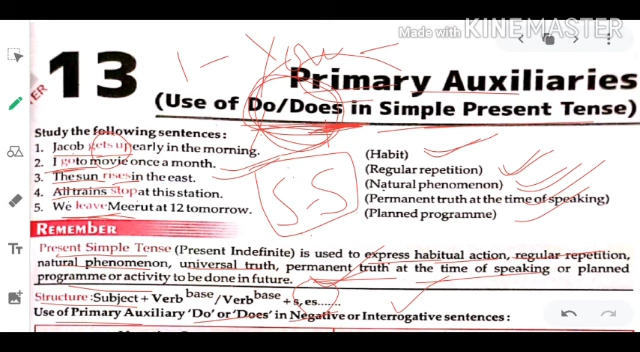 Made with KINEMASTER
1 - You -
ER
13
Primary Auxiliaries
(Use of Do/Does in Simple Present Tense)
Study the following sentences :
1. Jacob gets up early in the morning. (Habit)
2. I go to movie once a month. (Regular repetition)
3. The sun rises in the east. (Natural phenomenon)
4. All trains stop at this station. (Permanent truth at the time of speaking)
5. We leave Meerut at 12 tomorrow. (Planned programme)
S-S
REMEMBER
Present Simple Tense (Present Indefinite) is used to express habitual action, regular repetition,
natural phenomenon, universal truth, permanent truth at the time of speaking or planned
programme or activity to be done in future.
Structure : Subject + Verb base / Verb base + s, es......
Use of Primary Auxiliary 'Do' or 'Does' in Negative or Interrogative sentences :
Tт